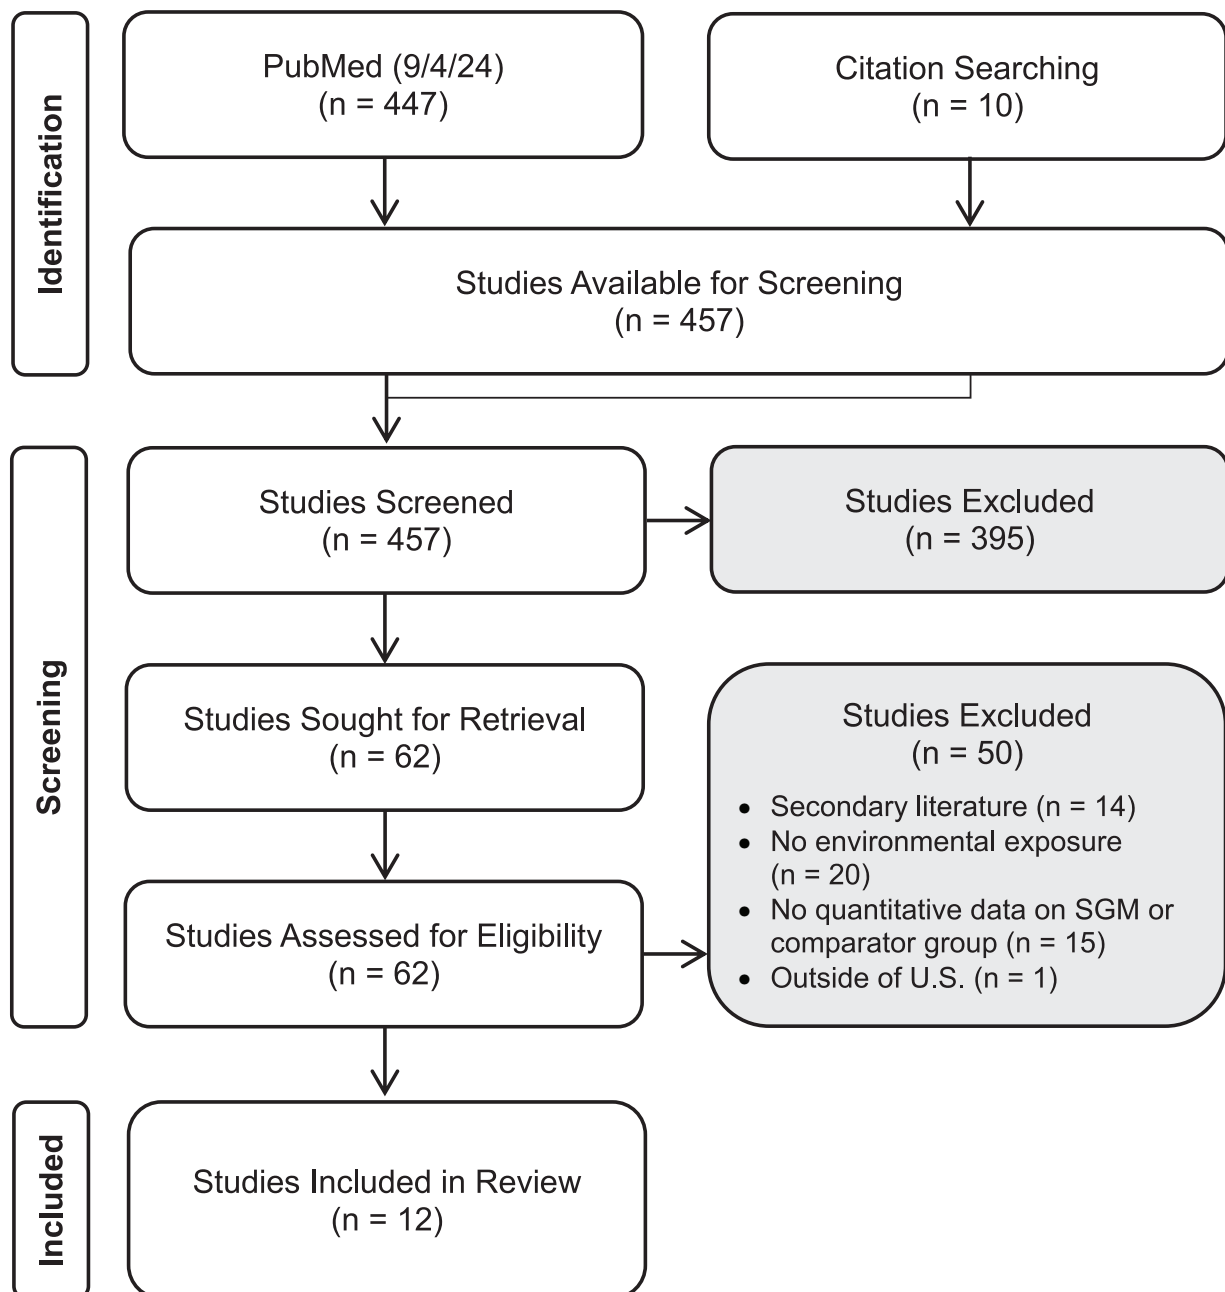 Identification
PubMed (9/4/24)
(n = 447)
Citation Searching
(n = 10)
Studies Available for Screening
(n = 457)
Screening
Studies Screened
(n = 457)
Studies Excluded
(n = 395)
Studies Sought for Retrieval
(n = 62)
Studies Assessed for Eligibility
(n = 62)
Studies Excluded
(n = 50)
• Secondary literature (n = 14)
• No environmental exposure
(n = 20)
• No quantitative data on SGM or
comparator group (n = 15)
• Outside of U.S. (n = 1)
Included
Studies Included in Review
(n = 12)